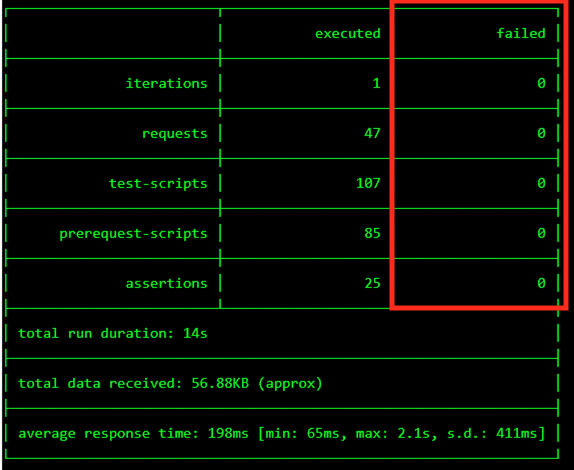 executed failed
iterations 1 0
requests 47 0
test-scripts 107 0
prerequest-scripts 85 0
assertions 25 0
total run duration: 14s
total data received: 56.88KB (approx)
average response time: 198ms [min: 65ms, max: 2.1s, s.d.: 411ms]